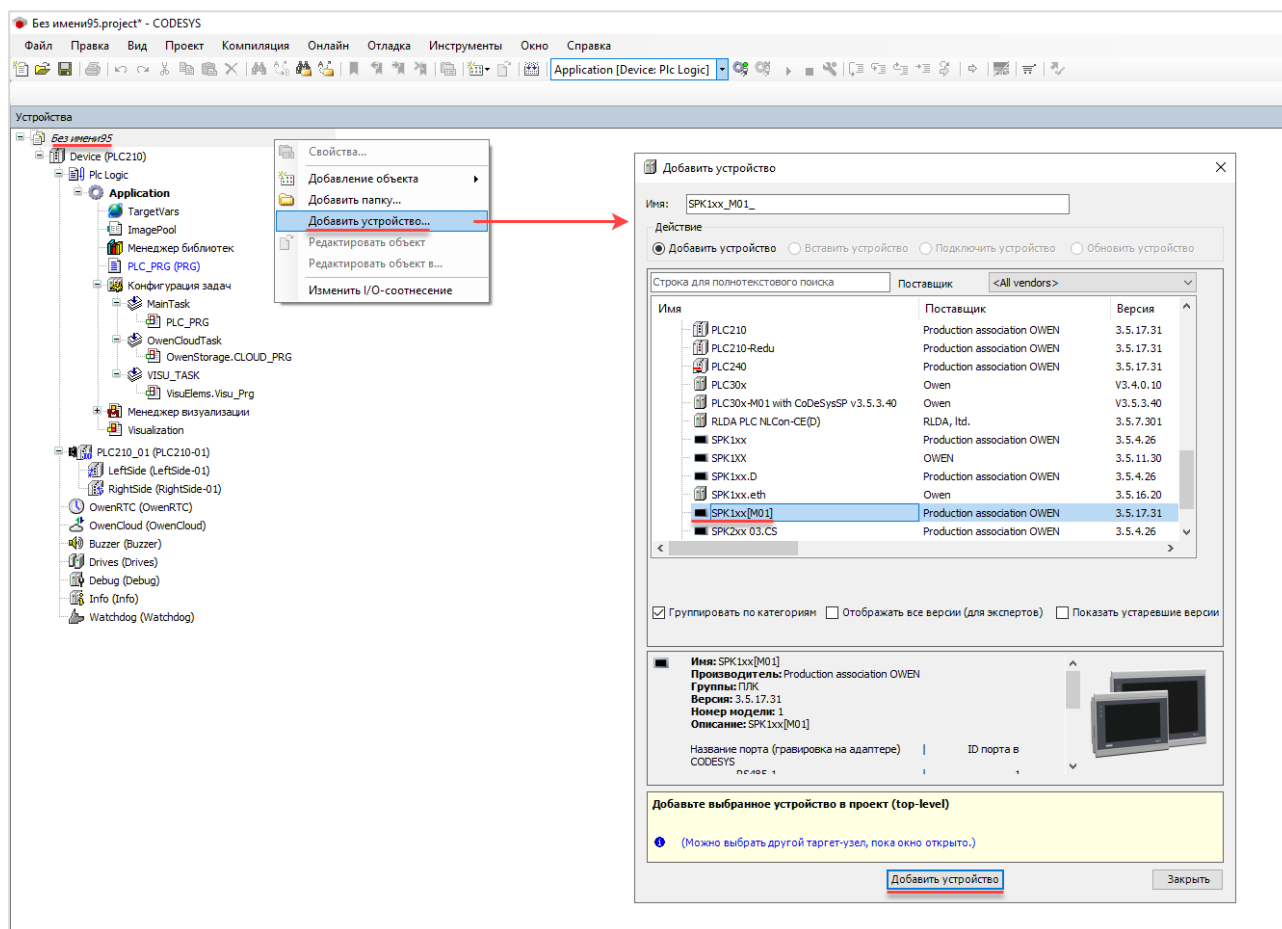 Без имени95.project* - CODESYS
Файл Правка Вид Проект Компиляция Онлайн Отладка Инструменты Окно Справка
Application [Device: Plc Logic]
Устройства
Без имени95
Device (PLC210)
Plc Logic
Application
TargetVars
ImagePool
Менеджер библиотек
PLC_PRG (PRG)
Конфигурация задач
MainTask
PLC_PRG
OwenCloudTask
OwenStorage.CLOUD_PRG
VISU_TASK
VisuElems.Visu_Prg
Менеджер визуализации
Visualization
PLC210_01 (PLC210-01)
LeftSide (LeftSide-01)
RightSide (RightSide-01)
OwenRTC (OwenRTC)
OwenCloud (OwenCloud)
Buzzer (Buzzer)
Drives (Drives)
Debug (Debug)
Info (Info)
Watchdog (Watchdog)
Свойства...
Добавление объекта
Добавить папку...
Добавить устройство...
Редактировать объект
Редактировать объект в...
Изменить I/O-соотнесение
Добавить устройство
Имя: SPK1xx_M01_
Действие
Добавить устройство Вставить устройство Подключить устройство Обновить устройство
Строка для полнотекстового поиска Поставщик <All vendors>
Имя Поставщик Версия
PLC210 Production association OWEN 3.5.17.31
PLC210-Redu Production association OWEN 3.5.17.31
PLC240 Production association OWEN 3.5.17.31
PLC30x Owen V3.4.0.10
PLC30x-M01 with CoDeSysSP v3.5.3.40 Owen V3.5.3.40
RLDA PLC NLCon-CE(D) RLDA, ltd. 3.5.7.301
SPK1xx Production association OWEN 3.5.4.26
SPK1XX OWEN 3.5.11.30
SPK1xx.D Production association OWEN 3.5.4.26
SPK1xx.eth Owen 3.5.16.20
SPK1xx[M01] Production association OWEN 3.5.17.31
SPK2xx 03.CS Production association OWEN 3.5.4.26
Группировать по категориям Отображать все версии (для экспертов) Показать устаревшие версии
Имя: SPK1xx[M01]
Производитель: Production association OWEN
Группы: ПЛК
Версия: 3.5.17.31
Номер модели: 1
Описание: SPK1xx[M01]
Название порта (гравировка на адаптере) | ID порта в
CODESYS
RS485-1 | 1
Добавьте выбранное устройство в проект (top-level)
(Можно выбрать другой таргет-узел, пока окно открыто.)
Добавить устройство Закрыть